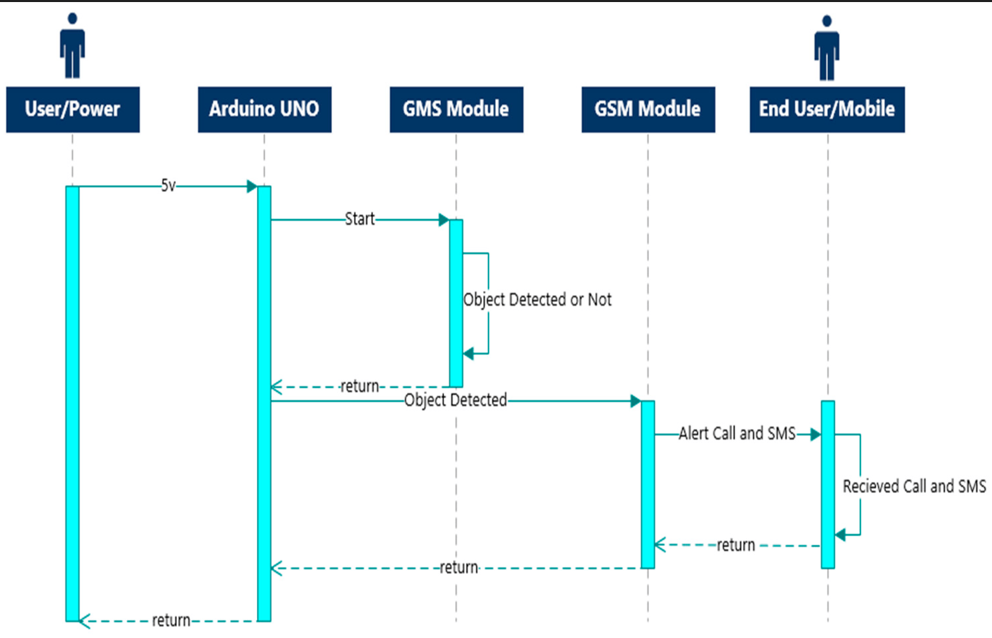 User/Power
Arduino UNO
GMS Module
GSM Module
End User/Mobile
5v
Start
Object Detected or Not
return
Object Detected
Alert Call and SMS
Recieved Call and SMS
return
return
return